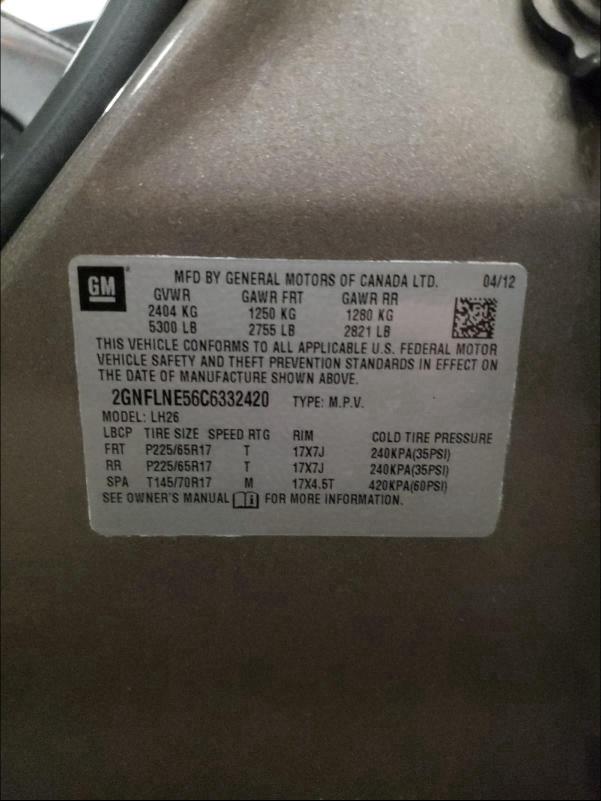 GM MFD BY GENERAL MOTORS OF CANADA LTD. 04/12
GVWR GAWR FRT GAWR RR
2404 KG 1250 KG 1280 KG
5300 LB 2755 LB 2821 LB
THIS VEHICLE CONFORMS TO ALL APPLICABLE U.S. FEDERAL MOTOR
VEHICLE SAFETY AND THEFT PREVENTION STANDARDS IN EFFECT ON
THE DATE OF MANUFACTURE SHOWN ABOVE.
2GNFLNE56C6332420 TYPE: M.P.V.
MODEL: LH26
LBCP TIRE SIZE SPEED RTG RIM COLD TIRE PRESSURE
FRT P225/65R17 T 17X7J 240KPA(35PSI)
RR P225/65R17 T 17X7J 240KPA(35PSI)
SPA T145/70R17 M 17X4.5T 420KPA(60PSI)
SEE OWNER'S MANUAL FOR MORE INFORMATION.